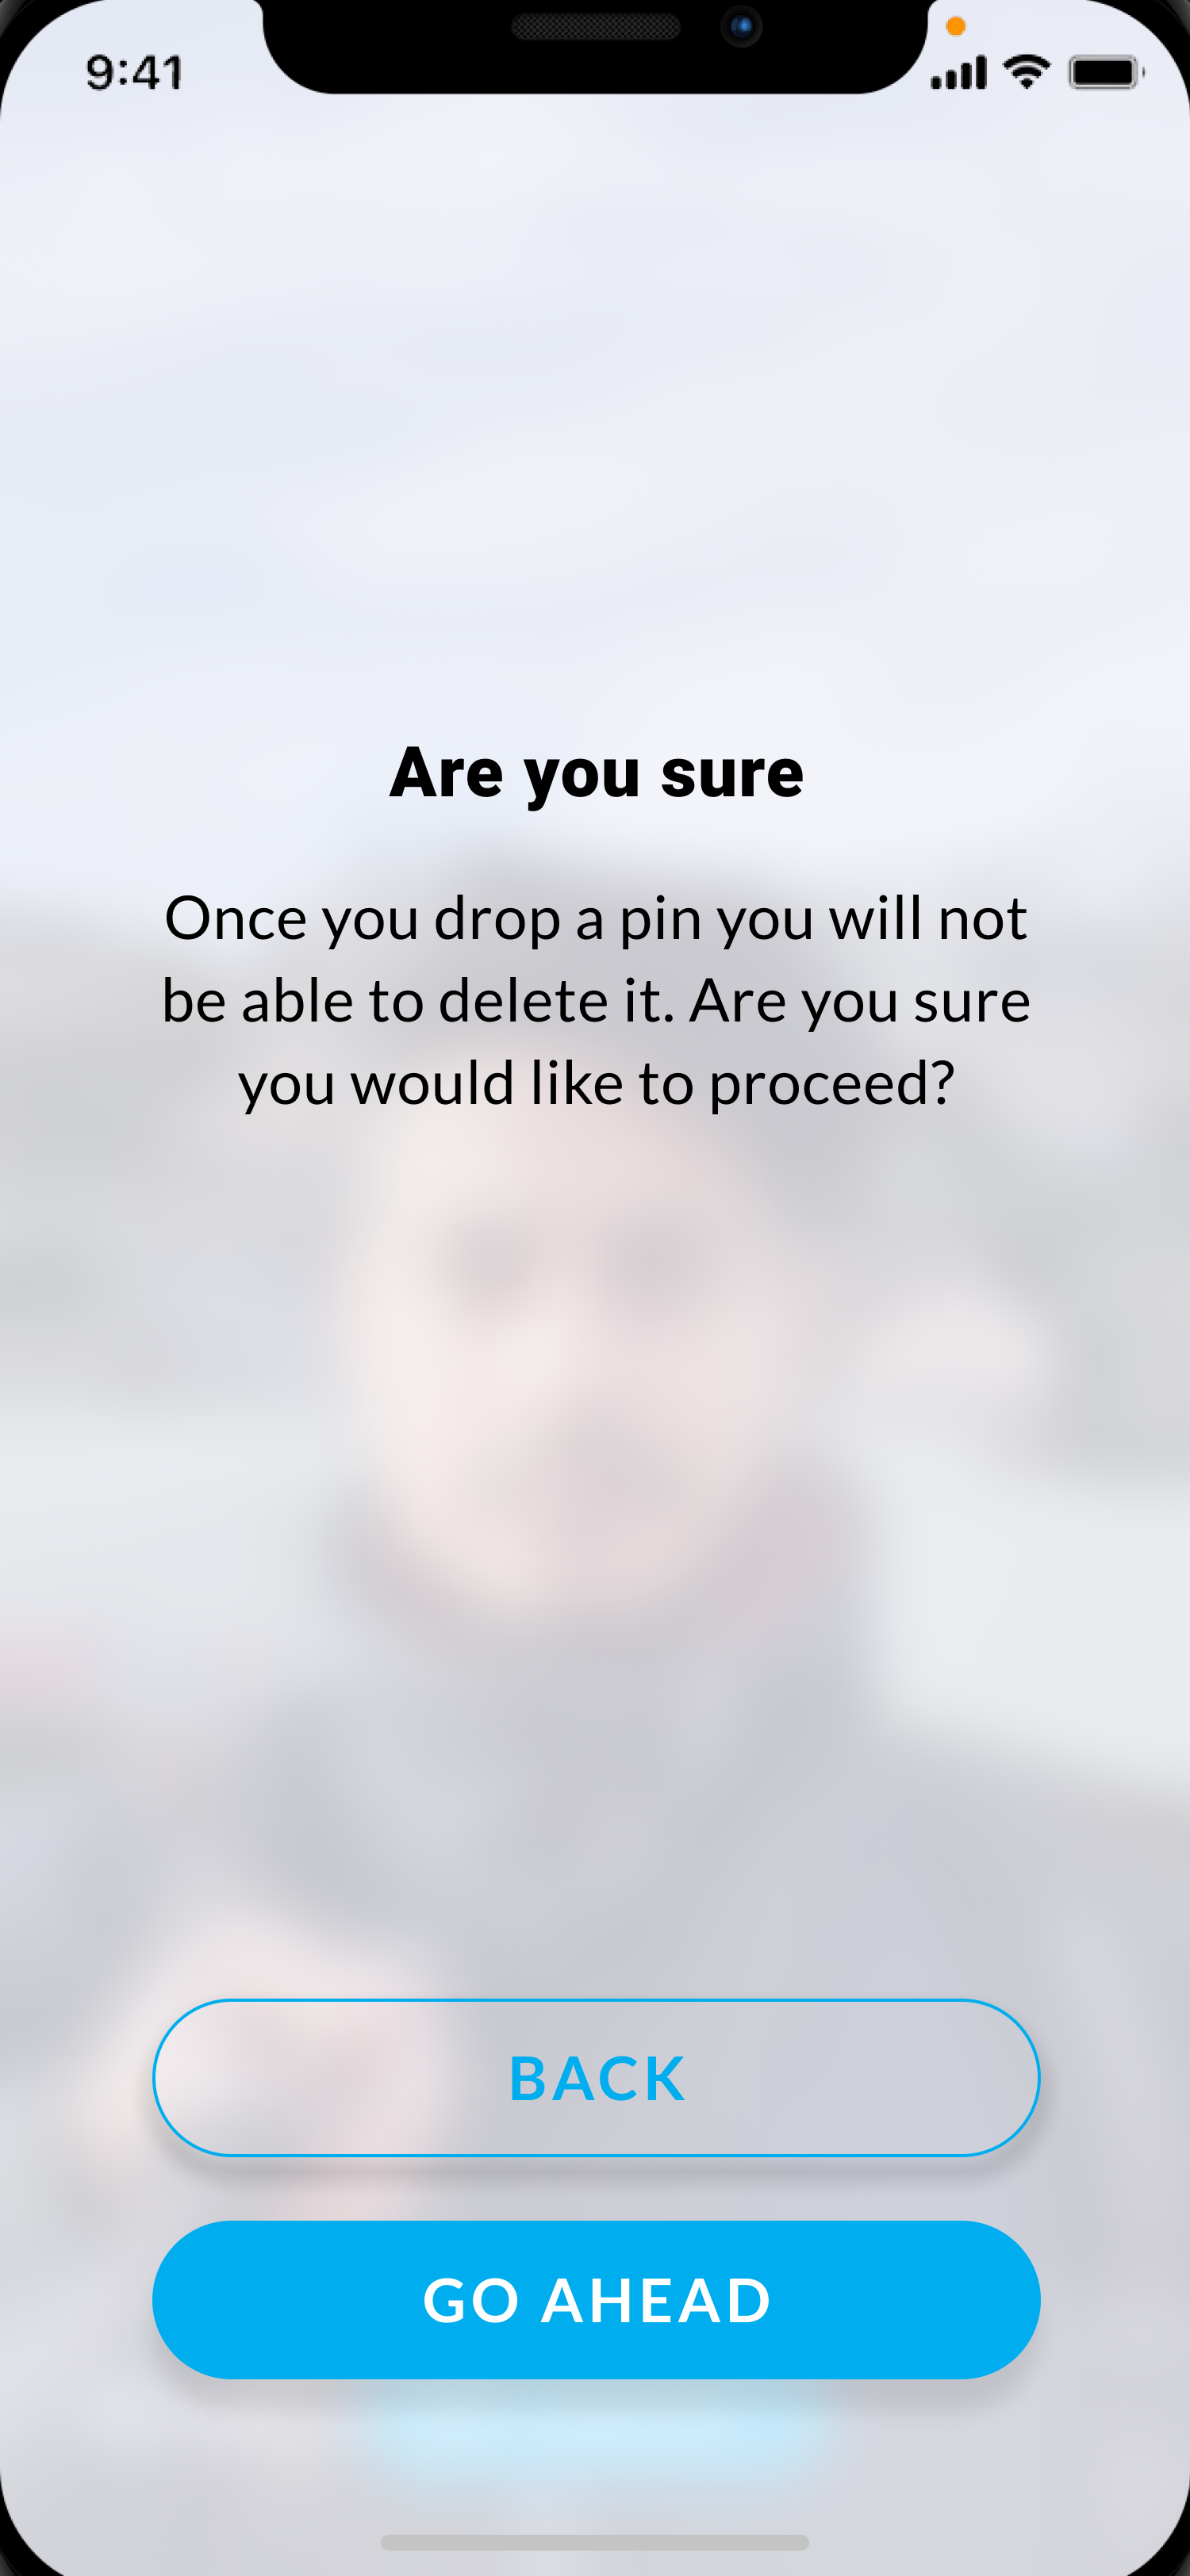 9:41
Are you sure
Once you drop a pin you will not
be able to delete it. Are you sure
you would like to proceed?
BACK
GO AHEAD